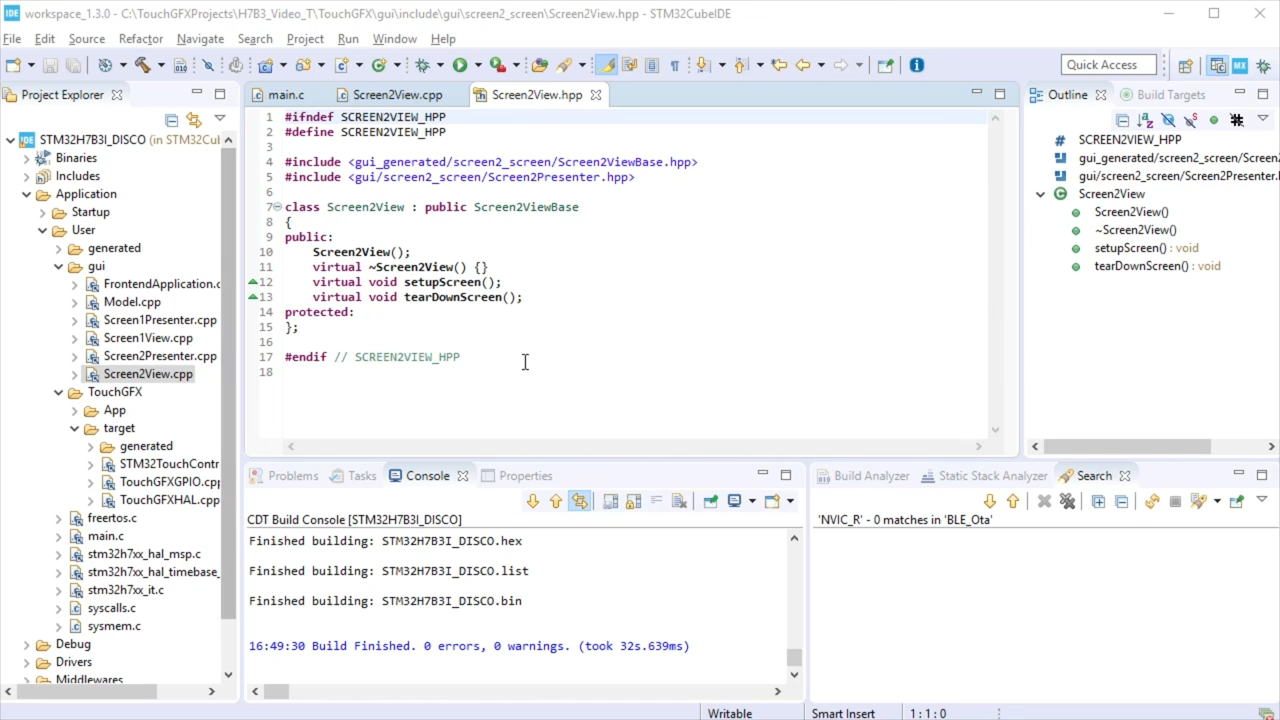 workspace_1.3.0 - C:\TouchGFXProjects\H7B3_Video_T\TouchGFX\gui\include\gui\screen2_screen\Screen2View.hpp - STM32CubeIDE
File Edit Source Refactor Navigate Search Project Run Window Help
Quick Access
Project Explorer
STM32H7B3I_DISCO (in STM32Cu
Binaries
Includes
Application
Startup
User
generated
gui
FrontendApplication.c
Model.cpp
Screen1Presenter.cpp
Screen1View.cpp
Screen2Presenter.cpp
Screen2View.cpp
TouchGFX
App
target
generated
STM32TouchContr
TouchGFXGPIO.cpp
TouchGFXHAL.cpp
freertos.c
main.c
stm32h7xx_hal_msp.c
stm32h7xx_hal_timebase_
stm32h7xx_it.c
syscalls.c
sysmem.c
Debug
Drivers
Middlewares
main.c Screen2View.cpp Screen2View.hpp
1 #ifndef SCREEN2VIEW_HPP
2 #define SCREEN2VIEW_HPP
3
4 #include <gui_generated/screen2_screen/Screen2ViewBase.hpp>
5 #include <gui/screen2_screen/Screen2Presenter.hpp>
6
7 class Screen2View : public Screen2ViewBase
8 {
9 public:
10 Screen2View();
11 virtual ~Screen2View() {}
12 virtual void setupScreen();
13 virtual void tearDownScreen();
14 protected:
15 };
16
17 #endif // SCREEN2VIEW_HPP
18
Outline Build Targets
SCREEN2VIEW_HPP
gui_generated/screen2_screen/Screen2
gui/screen2_screen/Screen2Presenter.h
Screen2View
Screen2View()
~Screen2View()
setupScreen() : void
tearDownScreen() : void
Problems Tasks Console Properties
CDT Build Console [STM32H7B3I_DISCO]
Finished building: STM32H7B3I_DISCO.hex
Finished building: STM32H7B3I_DISCO.list
Finished building: STM32H7B3I_DISCO.bin
16:49:30 Build Finished. 0 errors, 0 warnings. (took 32s.639ms)
Build Analyzer Static Stack Analyzer Search
'NVIC_R' - 0 matches in 'BLE_Ota'
Writable Smart Insert 1 : 1 : 0